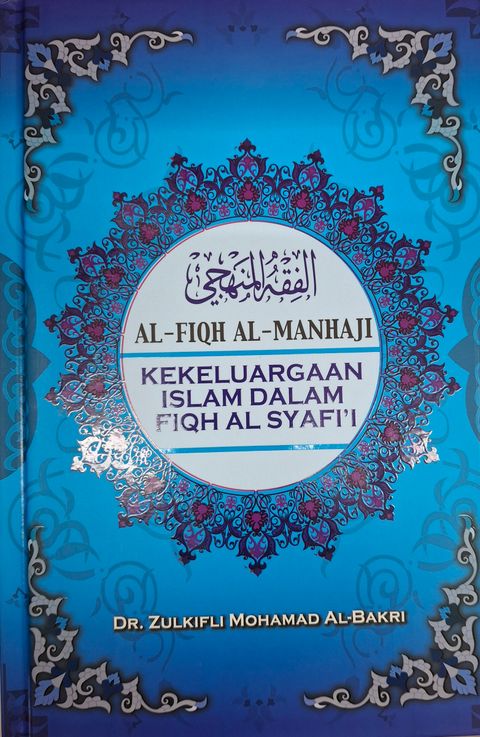 الفقه المنهجي
AL-FIQH AL-MANHAJI
KEKELUARGAAN
ISLAM DALAM
FIQH AL SYAFI'I
DR. ZULKIFLI MOHAMAD AL-BAKRI